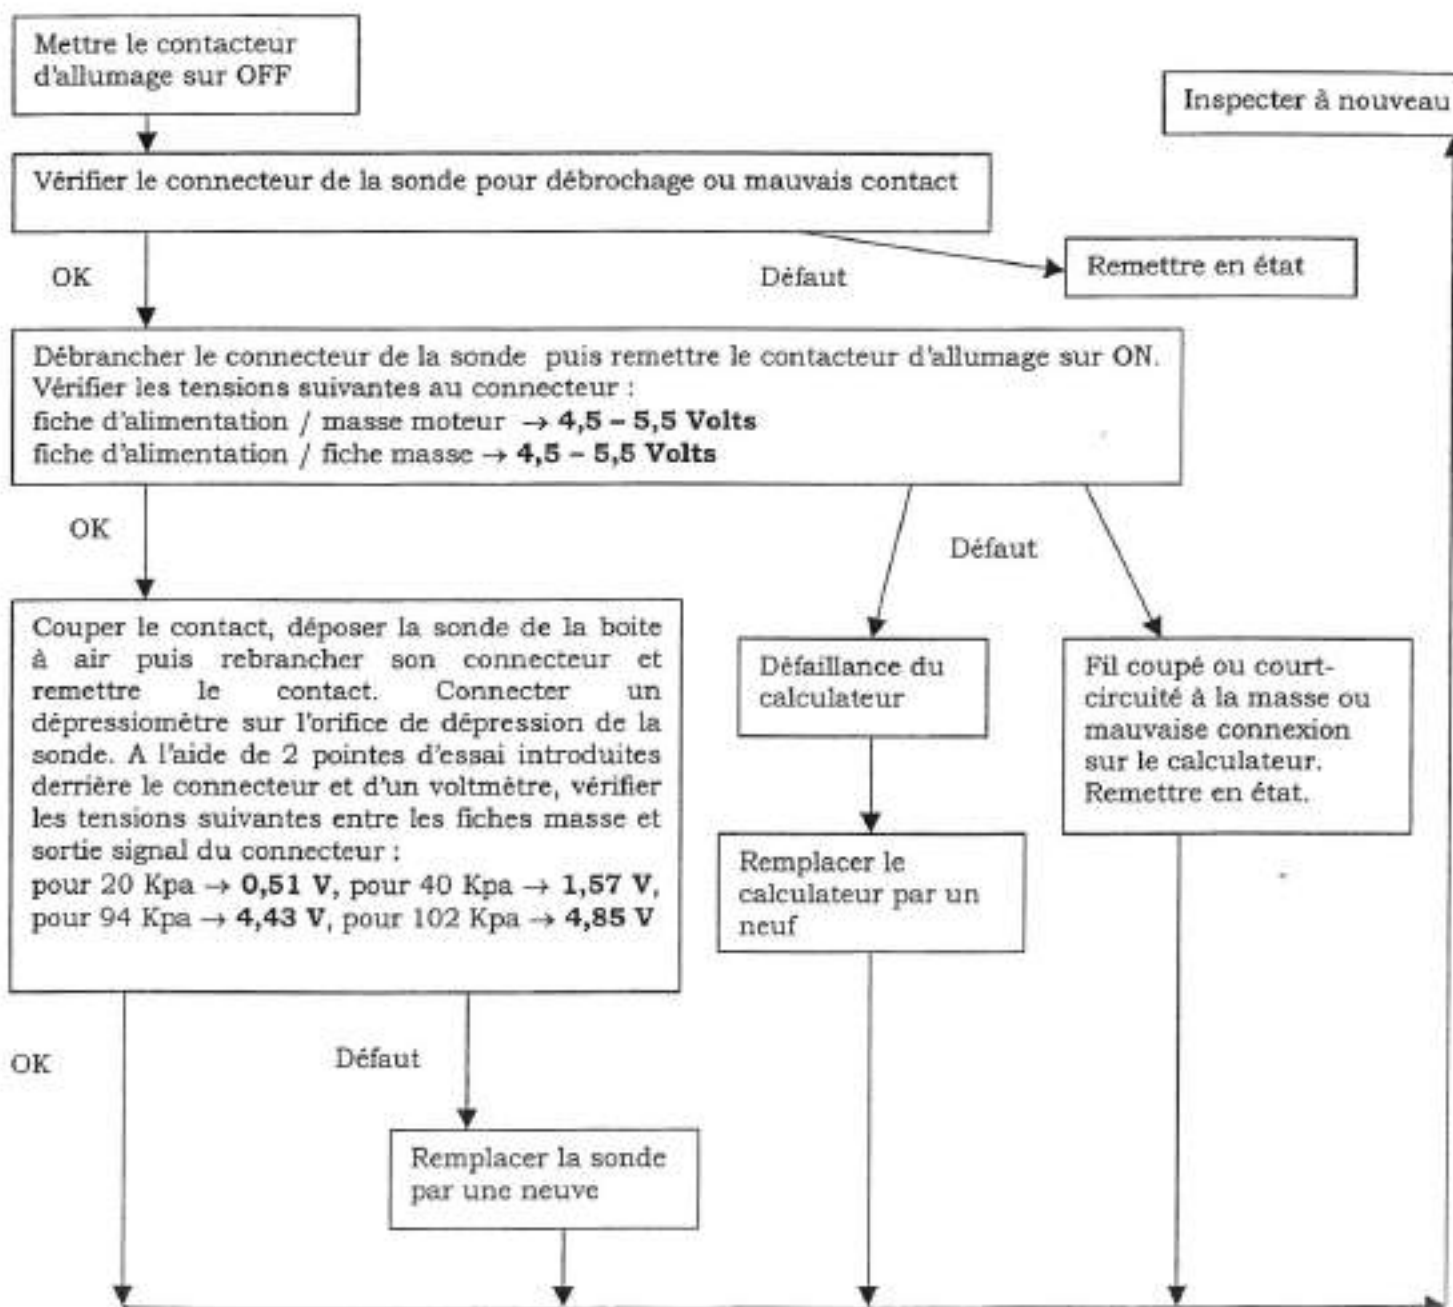 Mettre le contacteur
d'allumage sur OFF
Inspecter à nouveau
Vérifier le connecteur de la sonde pour débrochage ou mauvais contact
OK
Défaut
Remettre en état
Débrancher le connecteur de la sonde puis remettre le contacteur d'allumage sur ON.
Vérifier les tensions suivantes au connecteur :
fiche d'alimentation / masse moteur → 4,5 – 5,5 Volts
fiche d'alimentation / fiche masse → 4,5 – 5,5 Volts
OK
Défaut
Couper le contact, déposer la sonde de la boite
à air puis rebrancher son connecteur et
remettre le contact. Connecter un
dépressiomètre sur l'orifice de dépression de la
sonde. A l'aide de 2 pointes d'essai introduites
derrière le connecteur et d'un voltmètre, vérifier
les tensions suivantes entre les fiches masse et
sortie signal du connecteur :
pour 20 Kpa → 0,51 V, pour 40 Kpa → 1,57 V,
pour 94 Kpa → 4,43 V, pour 102 Kpa → 4,85 V
Défaillance du
calculateur
Fil coupé ou court-
circuité à la masse ou
mauvaise connexion
sur le calculateur.
Remettre en état.
Remplacer le
calculateur par un
neuf
OK
Défaut
Remplacer la sonde
par une neuve